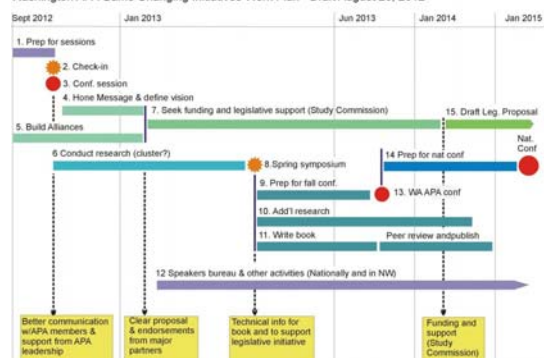 Sept 2012
Jan 2013
Jun 2013
Jan 2014
Jan 2015
1. Prep for sessions
2. Check-in
3. Conf. session
4. Hone Message & define vision
7. Seek funding and legislative support (Study Commission)
15. Draft Leg. Proposal
5. Build Alliances
Nat.
Conf
6 Conduct research (cluster?)
8.Spring symposium
14 Prep for nat conf
9. Prep for fall conf.
13. WA APA conf
10. Add'l research
11. Write book
Peer review andpublish
12 Speakers bureau & other activities (Nationally and in NW)
Better communication
w/APA members &
support from APA
leadership
Clear proposal
& endorsements
from major
partners
Technical info for
book and to support
legislative initiative
Funding and
support
(Study
Commission)